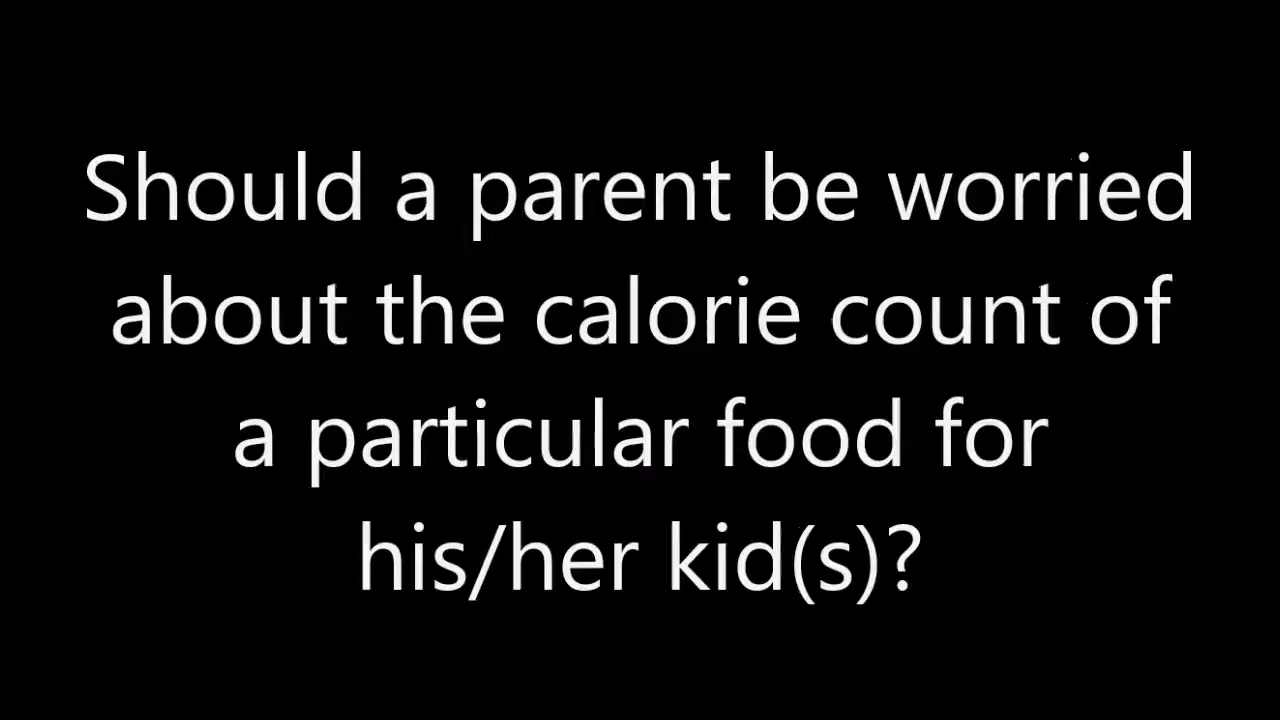 Should a parent be worried
about the calorie count of
a particular food for
his/her kid(s)?